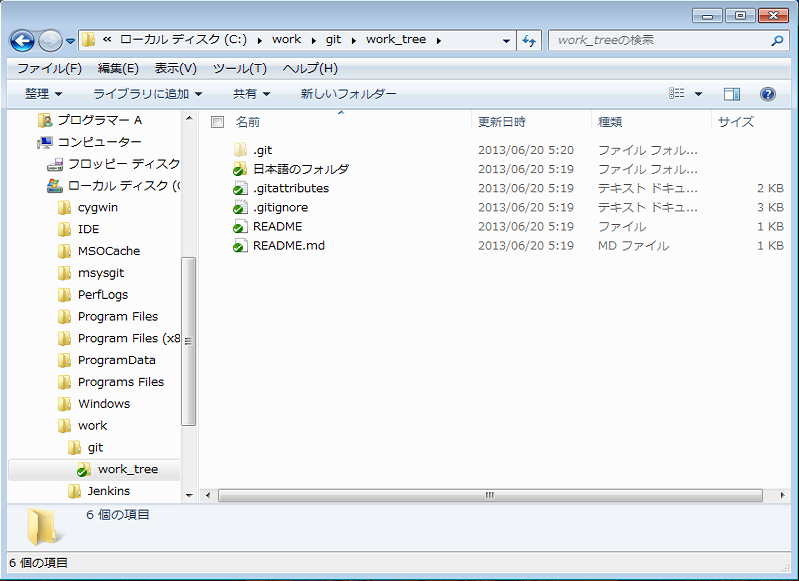 « ローカル ディスク (C:) ▸ work ▸ git ▸ work_tree ▸
work_treeの検索
ファイル(F) 編集(E) 表示(V) ツール(T) ヘルプ(H)
整理 ライブラリに追加 共有 新しいフォルダー
プログラマー A
コンピューター
フロッピー ディスク
ローカル ディスク (C
cygwin
IDE
MSOCache
msysgit
PerfLogs
Program Files
Program Files (x8
ProgramData
Programs Files
Windows
work
git
work_tree
Jenkins
名前 更新日時 種類 サイズ
.git 2013/06/20 5:20 ファイル フォル...
日本語のフォルダ 2013/06/20 5:19 ファイル フォル...
.gitattributes 2013/06/20 5:19 テキスト ドキュ... 2 KB
.gitignore 2013/06/20 5:19 テキスト ドキュ... 3 KB
README 2013/06/20 5:19 ファイル 1 KB
README.md 2013/06/20 5:19 MD ファイル 1 KB
6 個の項目
6 個の項目